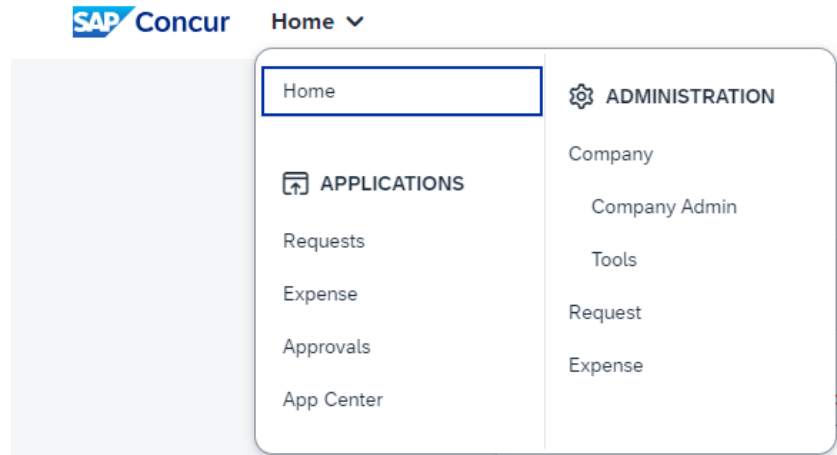 SAP Concur Home
Home
APPLICATIONS
Requests
Expense
Approvals
App Center
ADMINISTRATION
Company
Company Admin
Tools
Request
Expense